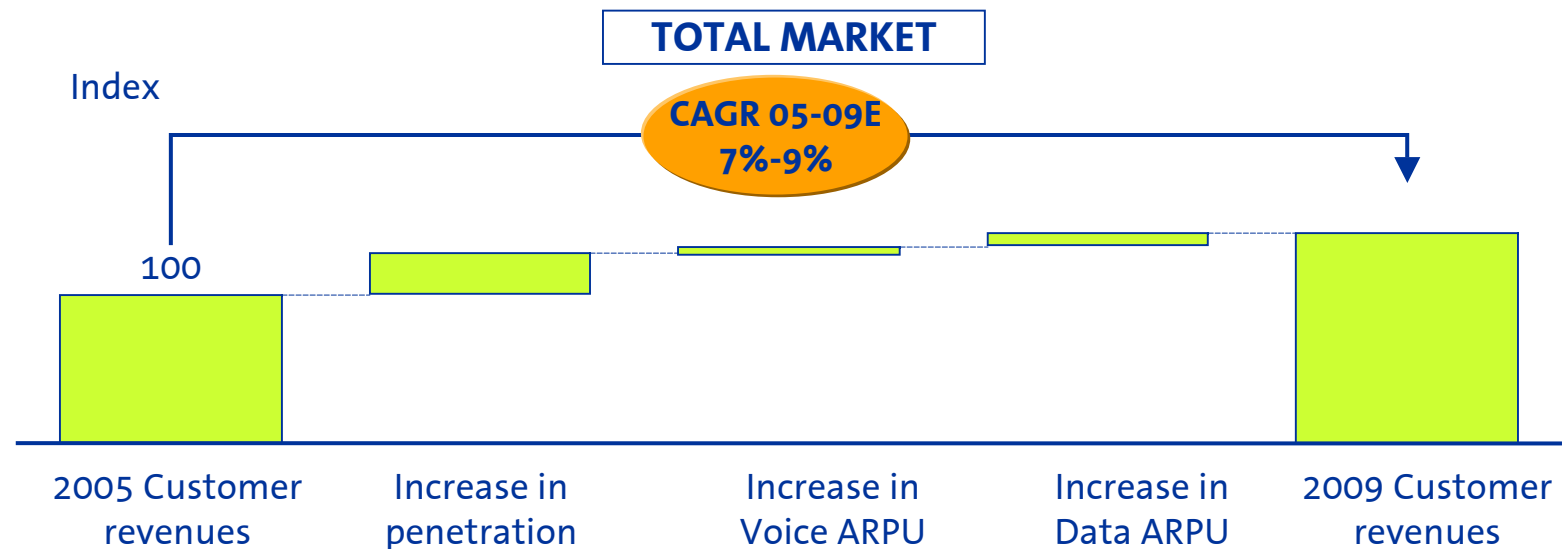 TOTAL MARKET
Index
CAGR 05-09E
7%-9%
100
2005 Customer
revenues
Increase in
penetration
Increase in
Voice ARPU
Increase in
Data ARPU
2009 Customer
revenues